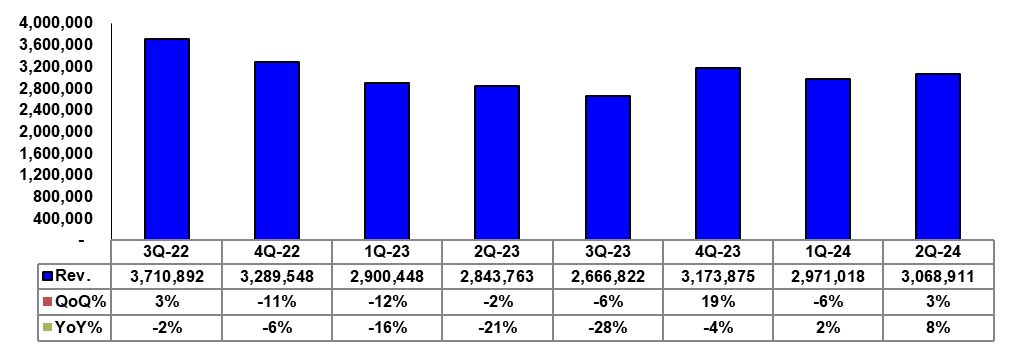 4,000,000
3,600,000
3,200,000
2,800,000
2,400,000
2,000,000
1,600,000
1,200,000
800,000
400,000
-
3Q-22 4Q-22 1Q-23 2Q-23 3Q-23 4Q-23 1Q-24 2Q-24
Rev. 3,710,892 3,289,548 2,900,448 2,843,763 2,666,822 3,173,875 2,971,018 3,068,911
QoQ% 3% -11% -12% -2% -6% 19% -6% 3%
YoY% -2% -6% -16% -21% -28% -4% 2% 8%